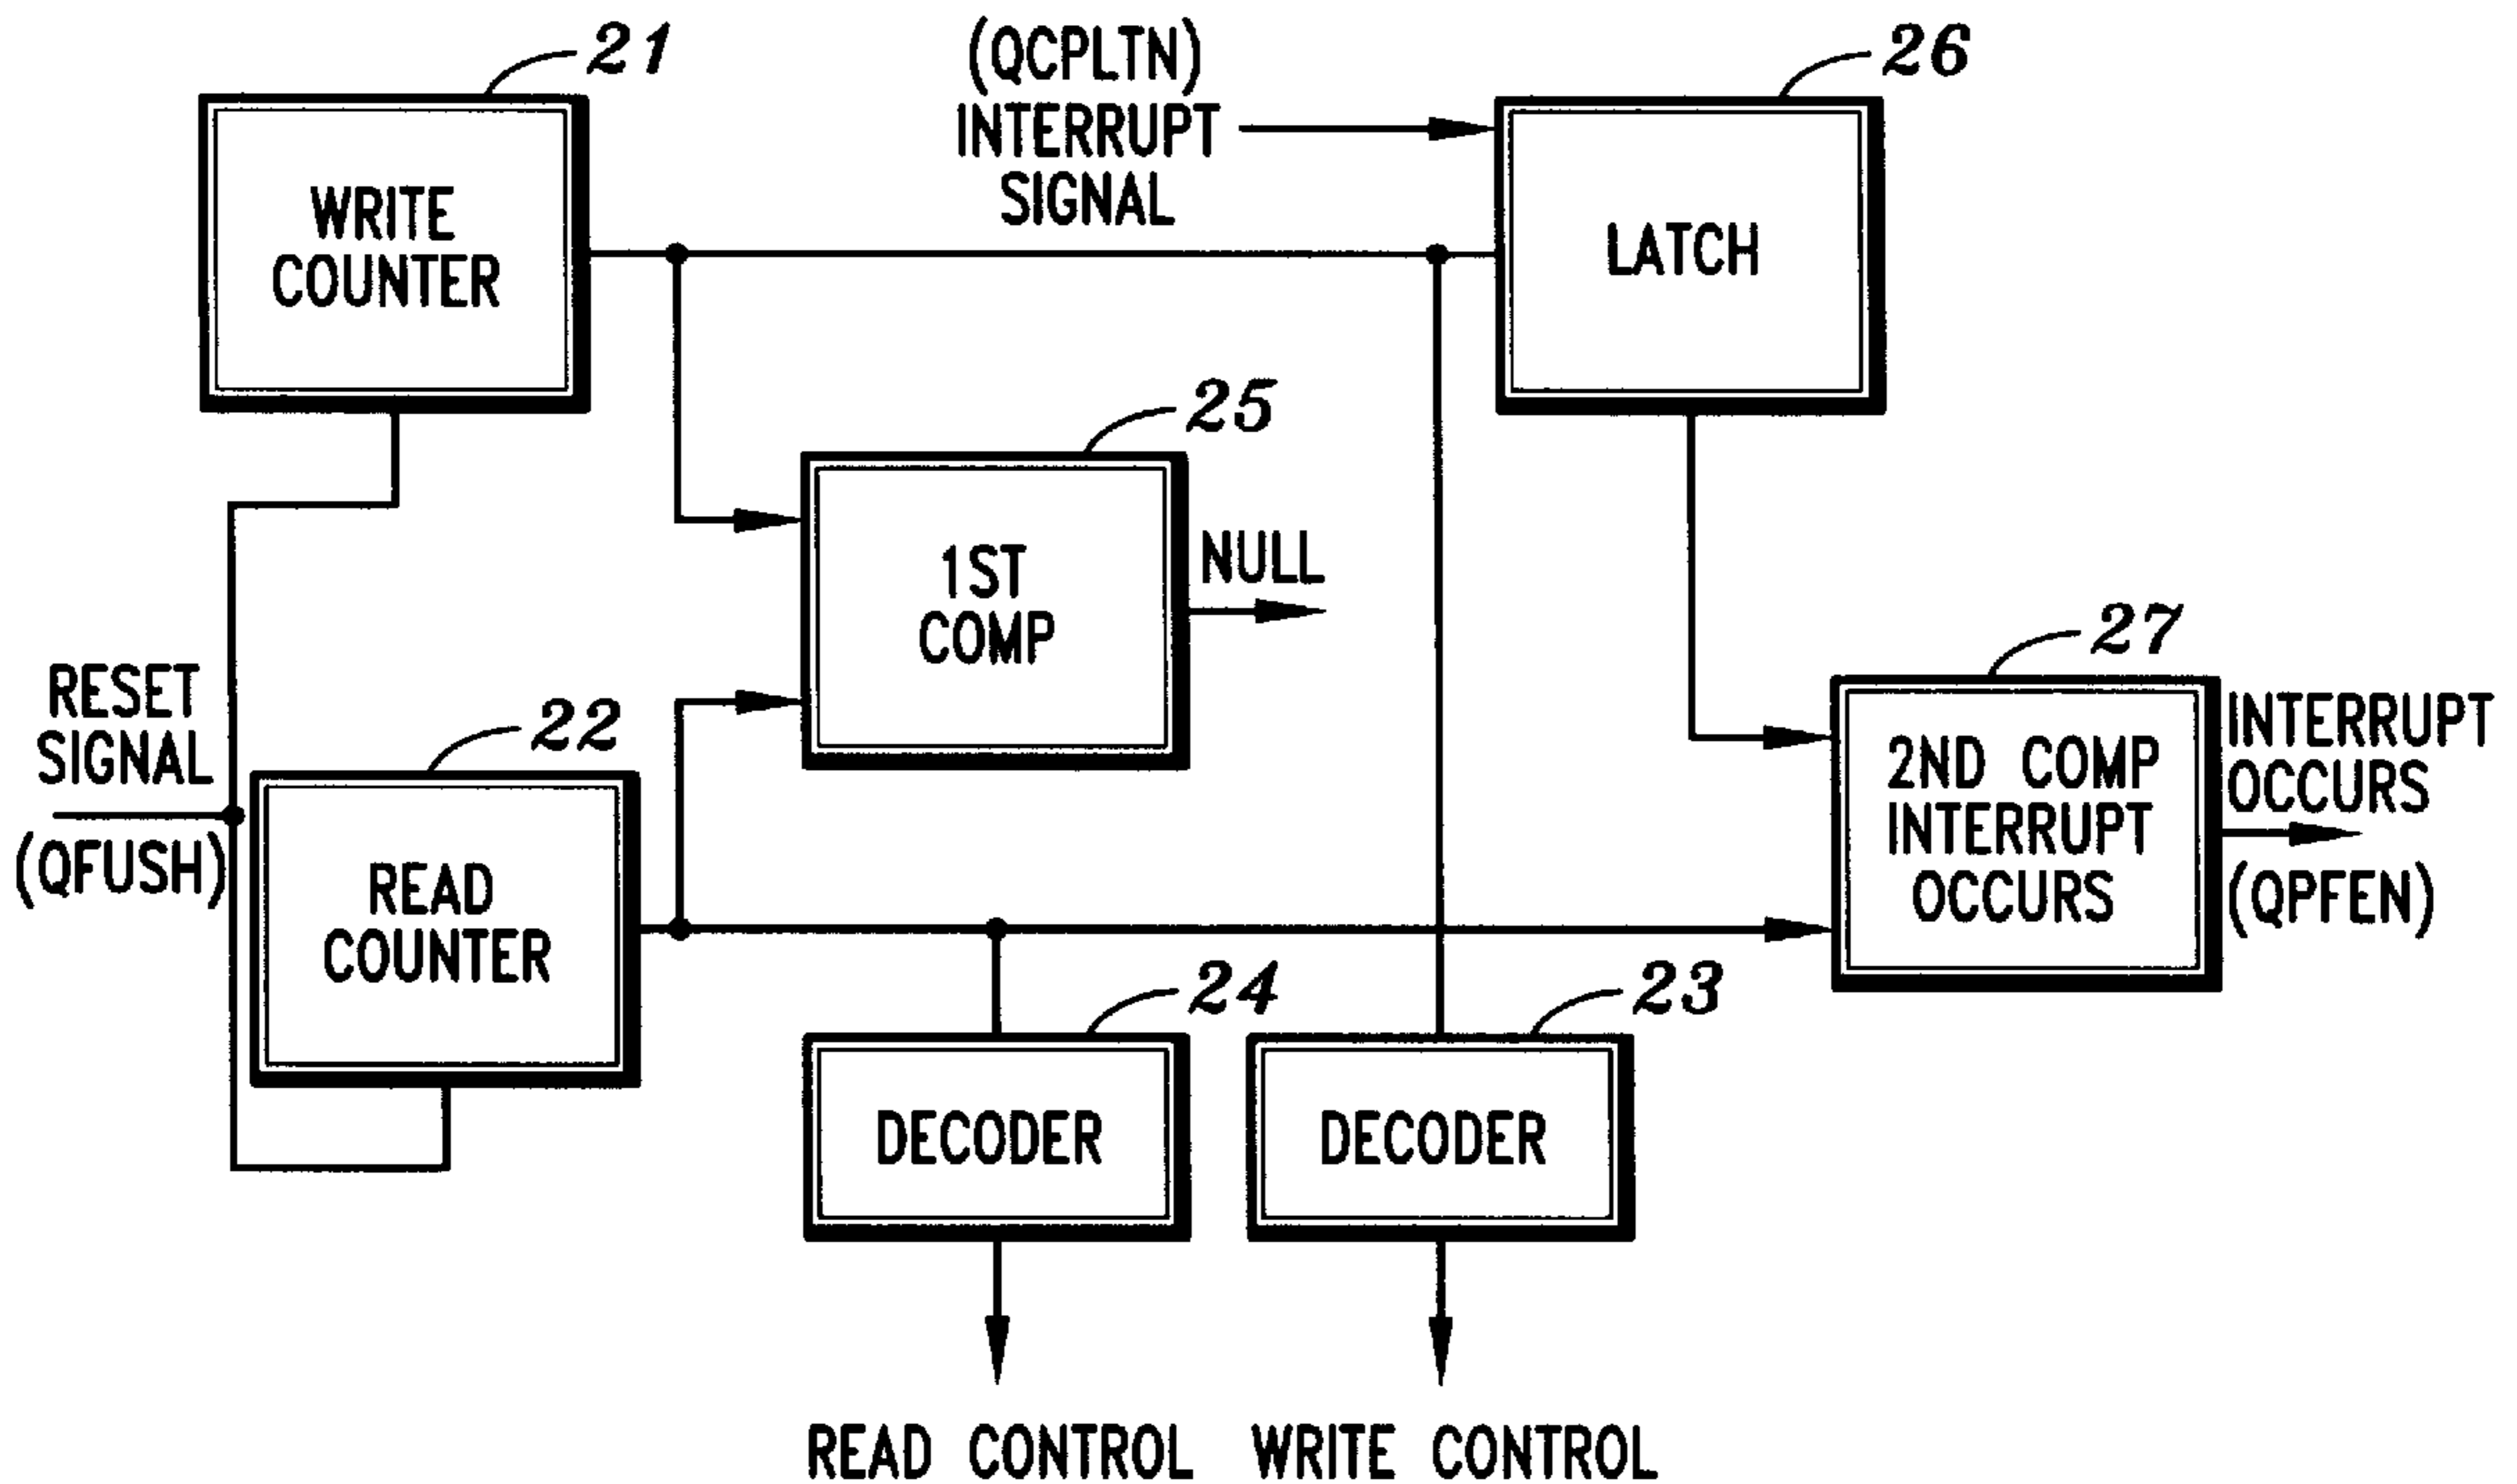 21
(QCPLTN)
INTERRUPT
SIGNAL
26
WRITE
COUNTER
LATCH
25
1ST
COMP
NULL
27
RESET
SIGNAL
(QFUSH)
22
READ
COUNTER
2ND COMP
INTERRUPT
OCCURS
INTERRUPT
OCCURS
(QPFEN)
24
23
DECODER
DECODER
READ CONTROL
WRITE CONTROL